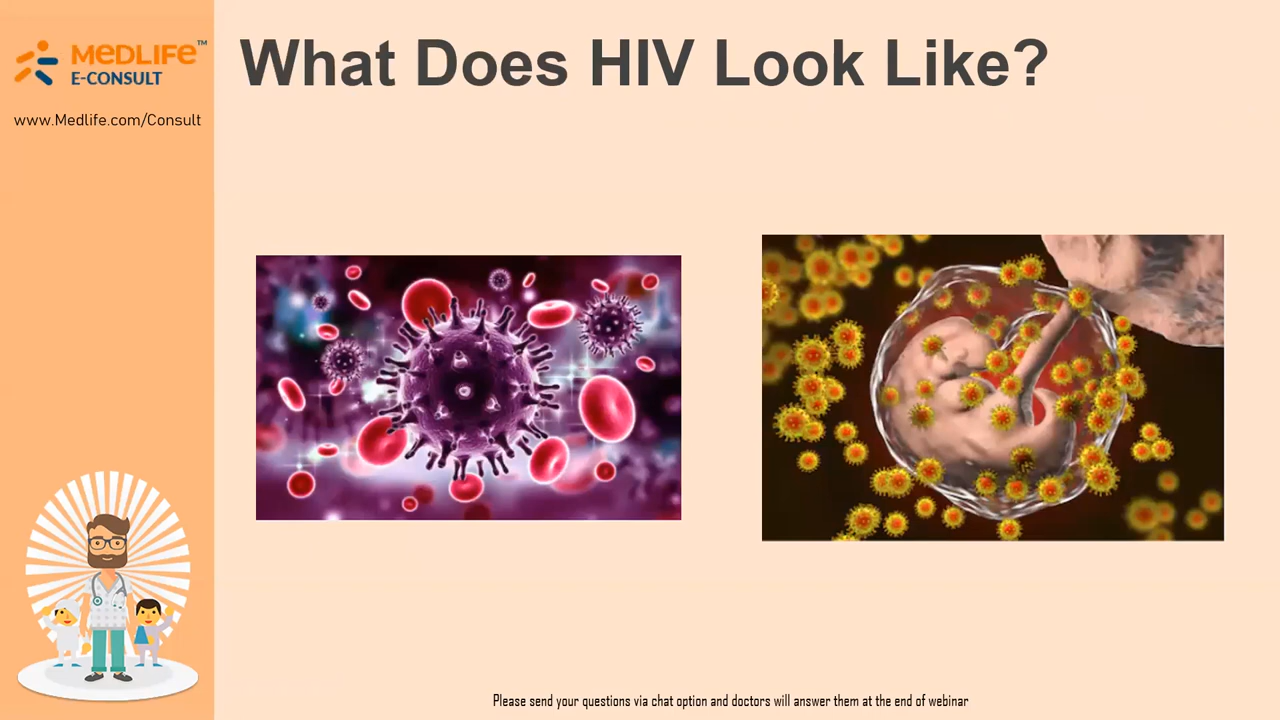 MEDLIFE™
E-CONSULT
www.Medlife.com/Consult
What Does HIV Look Like?
Please send your questions via chat option and doctors will answer them at the end of webinar